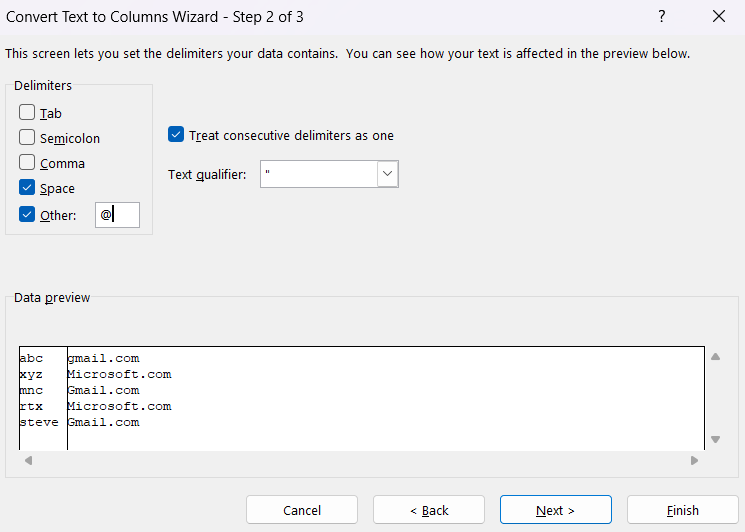 Convert Text to Columns Wizard - Step 2 of 3 ?
This screen lets you set the delimiters your data contains.  You can see how your text is affected in the preview below.
Delimiters
Tab
Semicolon
Comma
Space
Other: @
Treat consecutive delimiters as one
Text qualifier: "
Data preview
abc gmail.com
xyz Microsoft.com
mnc Gmail.com
rtx Microsoft.com
steve Gmail.com
Cancel < Back Next > Finish